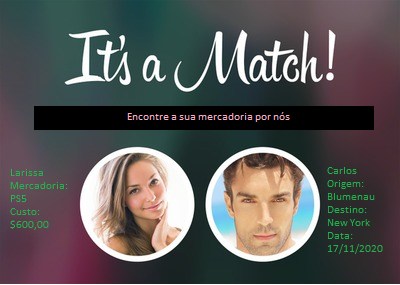 It's a Match!
Encontre a sua mercadoria por nós
Larissa
Mercadoria:
PS5
Custo:
$600,00
Carlos
Origem:
Blumenau
Destino:
New York
Data:
17/11/2020